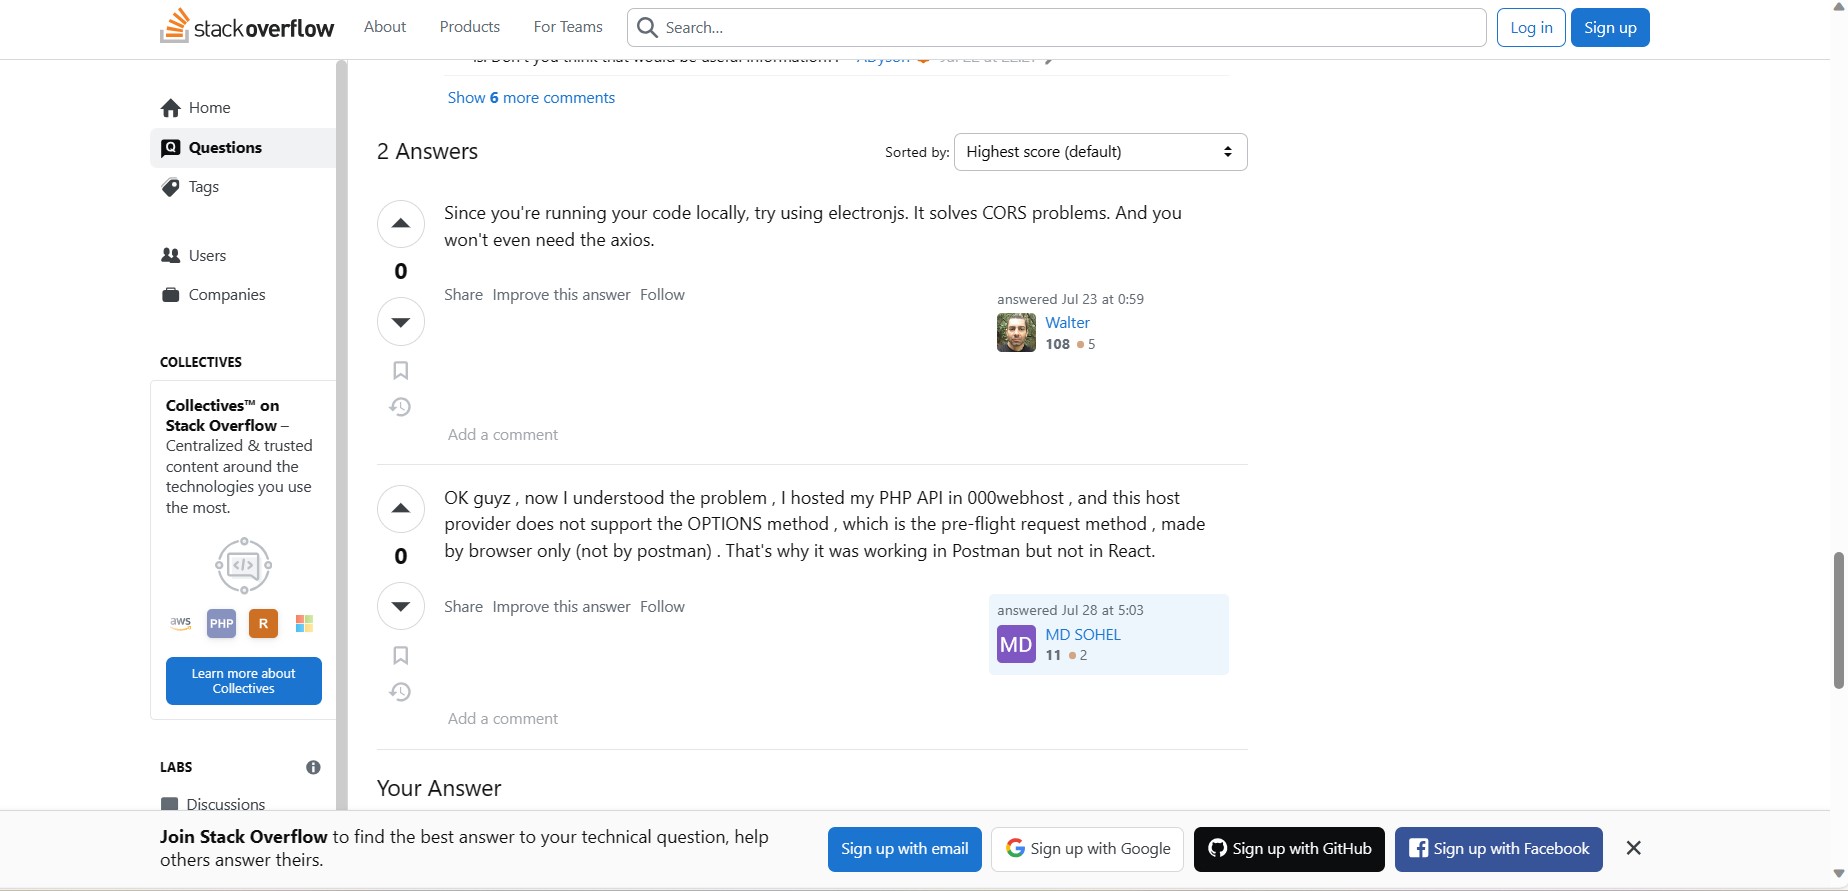 stack overflow
About
Products
For Teams
Search...
Log in
Sign up
Home
Questions
Tags
Users
Companies
COLLECTIVES
Collectives™ on
Stack Overflow –
Centralized & trusted
content around the
technologies you use
the most.
aws
PHP
R
Learn more about
Collectives
LABS
Discussions
Show 6 more comments
2 Answers
Sorted by:
Highest score (default)
Since you're running your code locally, try using electronjs. It solves CORS problems. And you
won't even need the axios.
0
Share Improve this answer Follow
answered Jul 23 at 0:59
Walter
108 5
Add a comment
OK guyz , now I understood the problem , I hosted my PHP API in 000webhost , and this host
provider does not support the OPTIONS method , which is the pre-flight request method , made
by browser only (not by postman) . That's why it was working in Postman but not in React.
0
Share Improve this answer Follow
answered Jul 28 at 5:03
MD
MD SOHEL
11 2
Add a comment
Your Answer
Join Stack Overflow to find the best answer to your technical question, help
others answer theirs.
Sign up with email
Sign up with Google
Sign up with GitHub
Sign up with Facebook